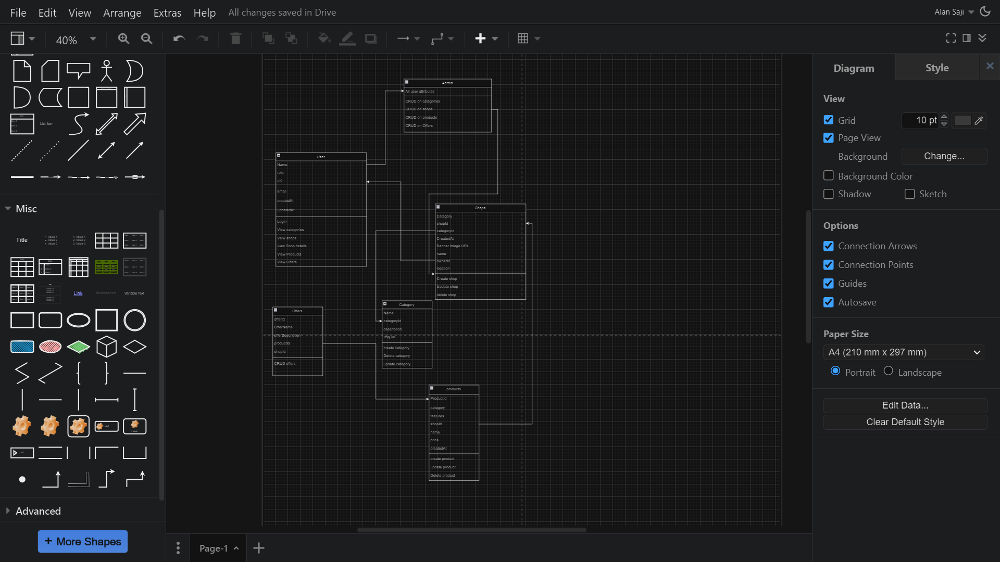 File Edit View Arrange Extras Help All changes saved in Drive
Alan Saji
40%
List Item
Misc
Title
Link
Variable Text
Advanced
+ More Shapes
Admin
All user attributes
CRUD on categories
CRUD on shops
CRUD on products
CRUD on Offers
User
Name
role
uid
email
createdAt
updatedAt
Login
View categories
Veiw shops
view Shop details
View Products
View Offers
Shops
Category
shopId
categoryId
CreatedAt
Banner Image URL
name
ownerId
location
Create shop
Update shop
delete shop
Category
Name
categoryId
description
Img url
create category
Delete category
update category
Offers
offerId
OfferName
offerDescription
productId
shopId
CRUD offers
products
ProductId
category
features
shopId
name
price
createdAt
create product
update product
Delete product
Page-1
Diagram Style
View
Grid 10 pt
Page View
Background Change...
Background Color
Shadow Sketch
Options
Connection Arrows
Connection Points
Guides
Autosave
Paper Size
A4 (210 mm x 297 mm)
Portrait Landscape
Edit Data...
Clear Default Style